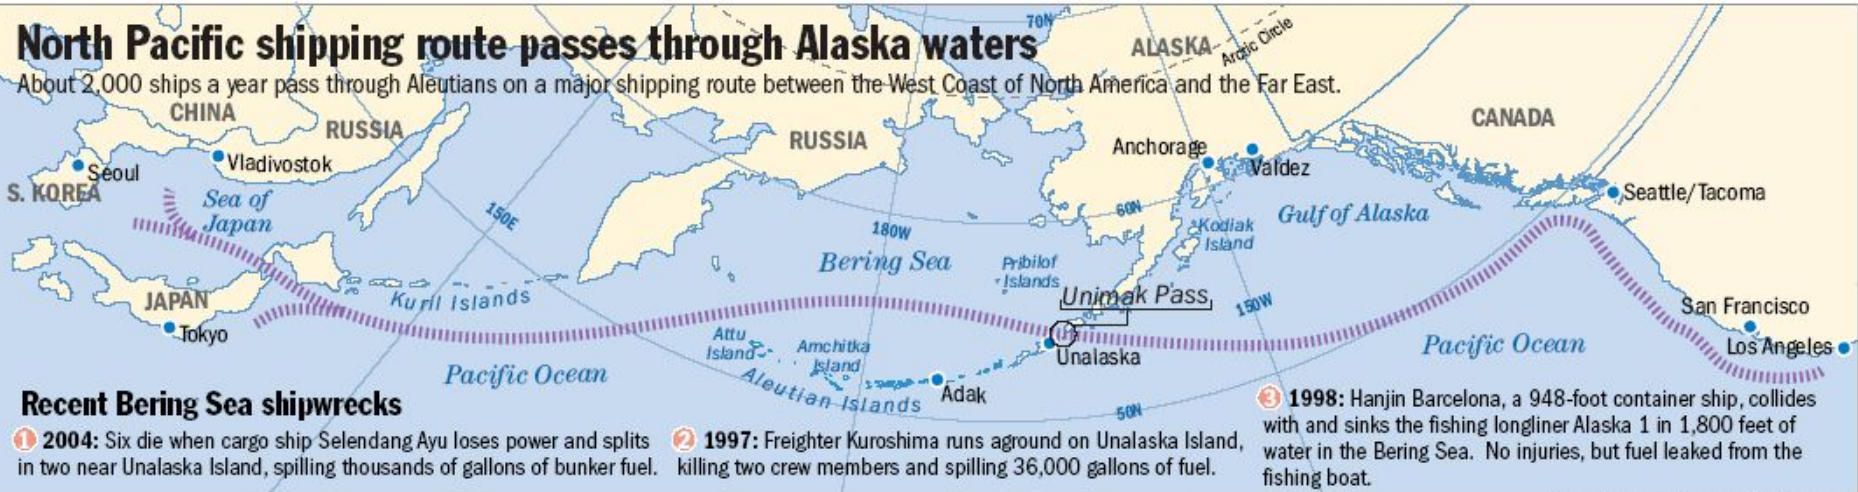 North Pacific shipping route passes through Alaska waters
About 2,000 ships a year pass through Aleutians on a major shipping route between the West Coast of North America and the Far East.
70N
ALASKA
Arctic Circle
CHINA
RUSSIA
RUSSIA
CANADA
Anchorage
Valdez
Seoul
Vladivostok
S. KOREA
Sea of
Japan
150E
180W
60N
Kodiak
Island
Gulf of Alaska
Seattle/Tacoma
Bering Sea
Pribilof
Islands
Unimak Pass
150W
JAPAN
Tokyo
Kuril Islands
San Francisco
Los Angeles
Attu
Island
Amchitka
Island
Unalaska
Pacific Ocean
Pacific Ocean
Aleutian Islands
Adak
50N
Recent Bering Sea shipwrecks
1 2004: Six die when cargo ship Selendang Ayu loses power and splits
in two near Unalaska Island, spilling thousands of gallons of bunker fuel.
2 1997: Freighter Kuroshima runs aground on Unalaska Island,
killing two crew members and spilling 36,000 gallons of fuel.
3 1998: Hanjin Barcelona, a 948-foot container ship, collides
with and sinks the fishing longliner Alaska 1 in 1,800 feet of
water in the Bering Sea. No injuries, but fuel leaked from the
fishing boat.